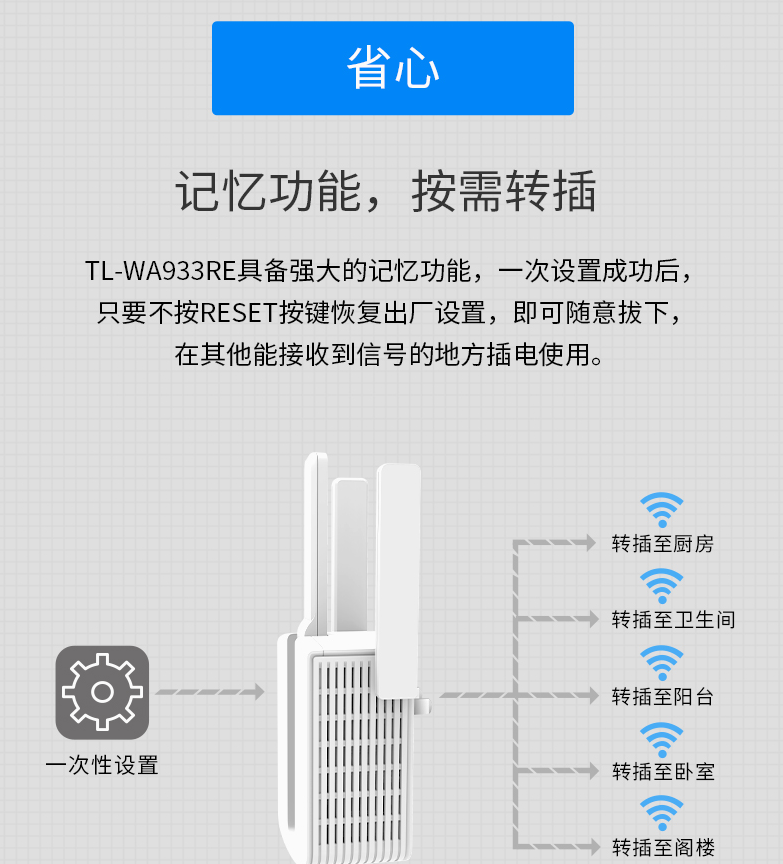 省心
记忆功能，按需转插
TL-WA933RE具备强大的记忆功能，一次设置成功后，
只要不按RESET按键恢复出厂设置，即可随意拔下，
在其他能接收到信号的地方插电使用。
转插至厨房
转插至卫生间
转插至阳台
一次性设置
转插至卧室
转插至阁楼